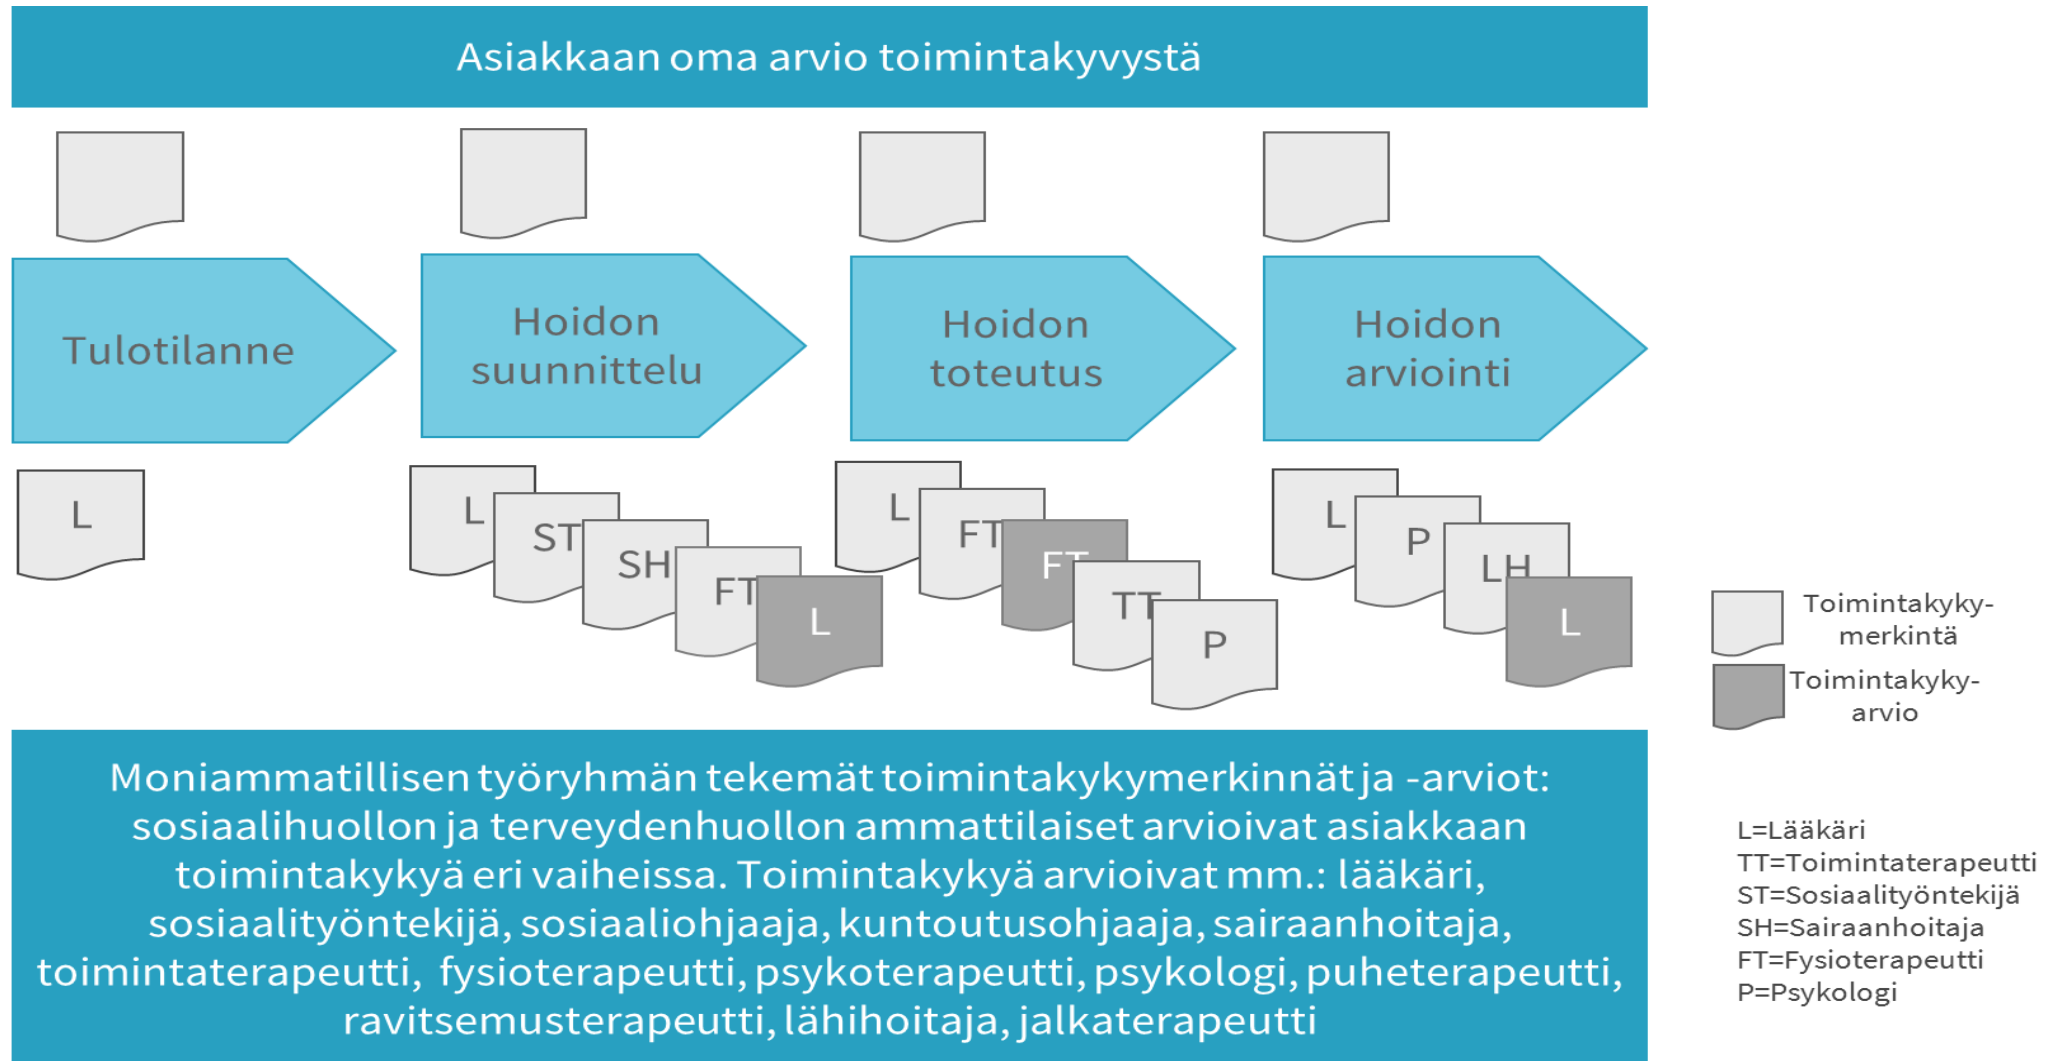 Asiakkaan oma arvio toimintakyvystä
Tulotilanne
Hoidon
suunnittelu
Hoidon
toteutus
Hoidon
arviointi
L
L
ST
SH
FT
L
L
FT
FT
TT
P
L
P
LH
L
Toimintakyky-
merkintä
Toimintakyky-
arvio
Moniammatillisen työryhmän tekemät toimintakykymerkinnät ja -arviot:
sosiaalihuollon ja terveydenhuollon ammattilaiset arvioivat asiakkaan
toimintakykyä eri vaiheissa. Toimintakykyä arvioivat mm.: lääkäri,
sosiaalityöntekijä, sosiaaliohjaaja, kuntoutusohjaaja, sairaanhoitaja,
toimintaterapeutti, fysioterapeutti, psykoterapeutti, psykologi, puheterapeutti,
ravitsemusterapeutti, lähihoitaja, jalkaterapeutti
L=Lääkäri
TT=Toimintaterapeutti
ST=Sosiaalityöntekijä
SH=Sairaanhoitaja
FT=Fysioterapeutti
P=Psykologi